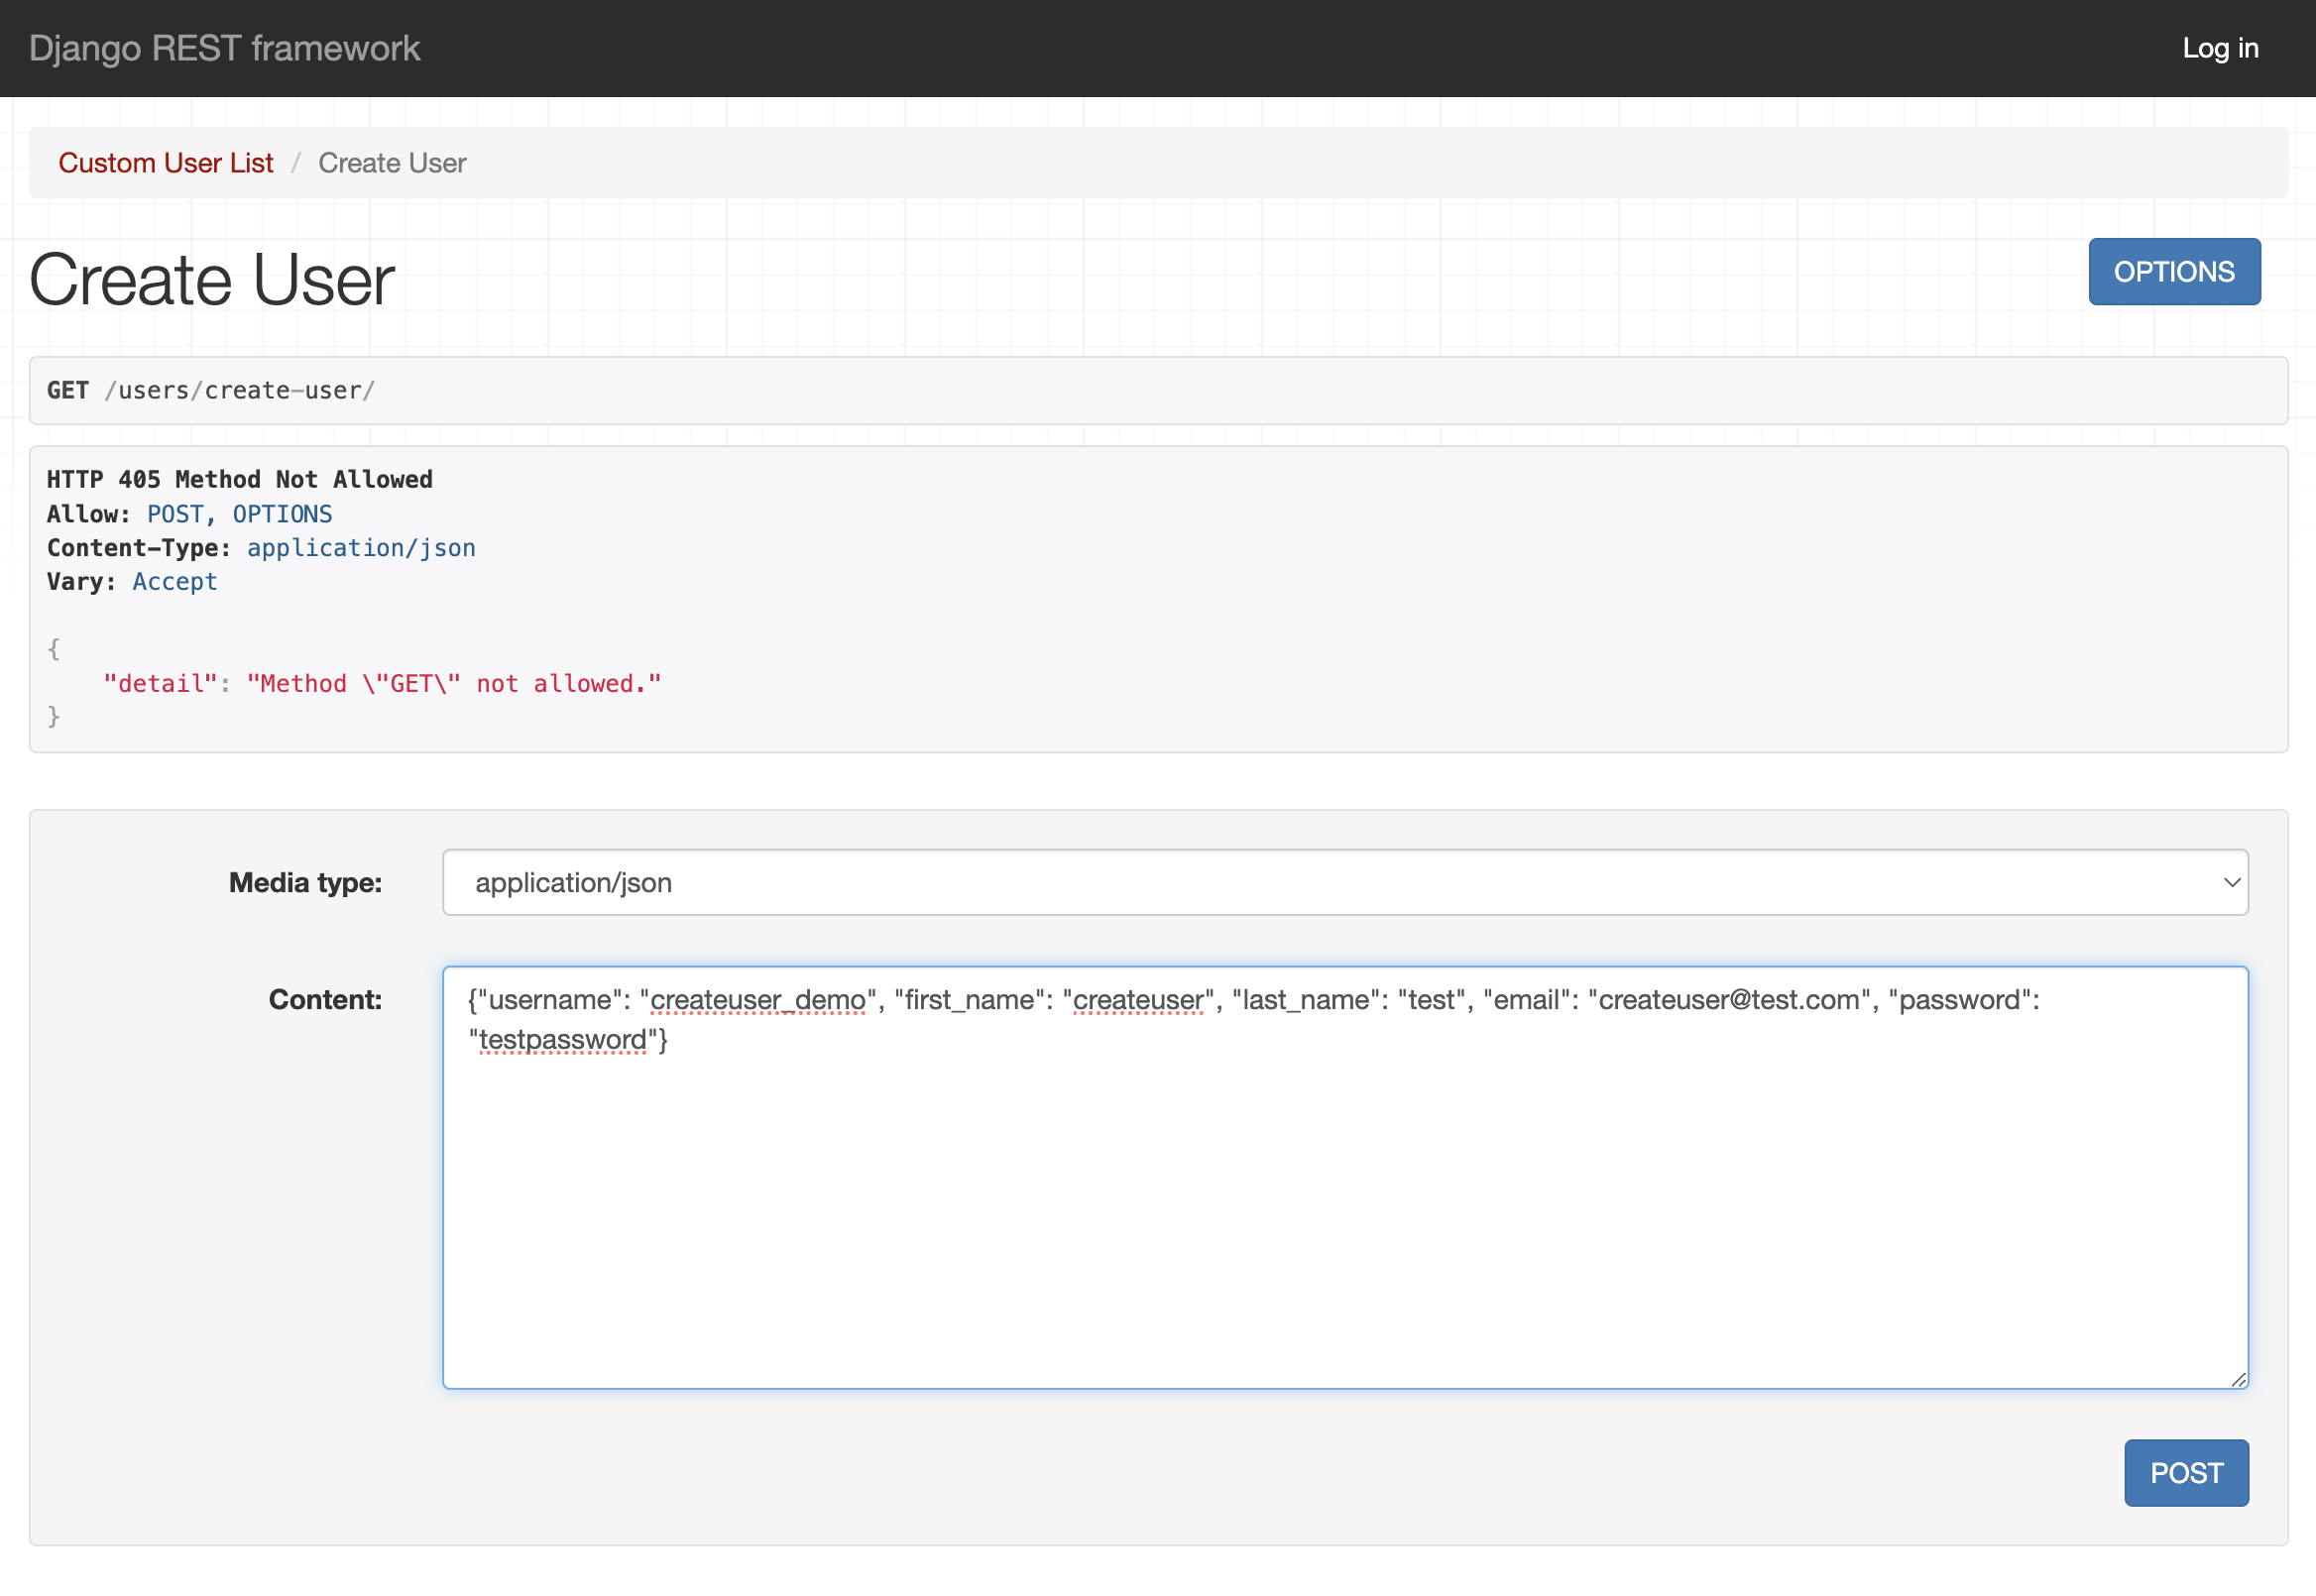 Django REST framework
Log in
Custom User List / Create User
Create User
OPTIONS
GET /users/create-user/
HTTP 405 Method Not Allowed
Allow: POST, OPTIONS
Content-Type: application/json
Vary: Accept
{
    "detail": "Method \"GET\" not allowed."
}
Media type:
application/json
Content:
{"username": "createuser_demo", "first_name": "createuser", "last_name": "test", "email": "createuser@test.com", "password":
"testpassword"}
POST